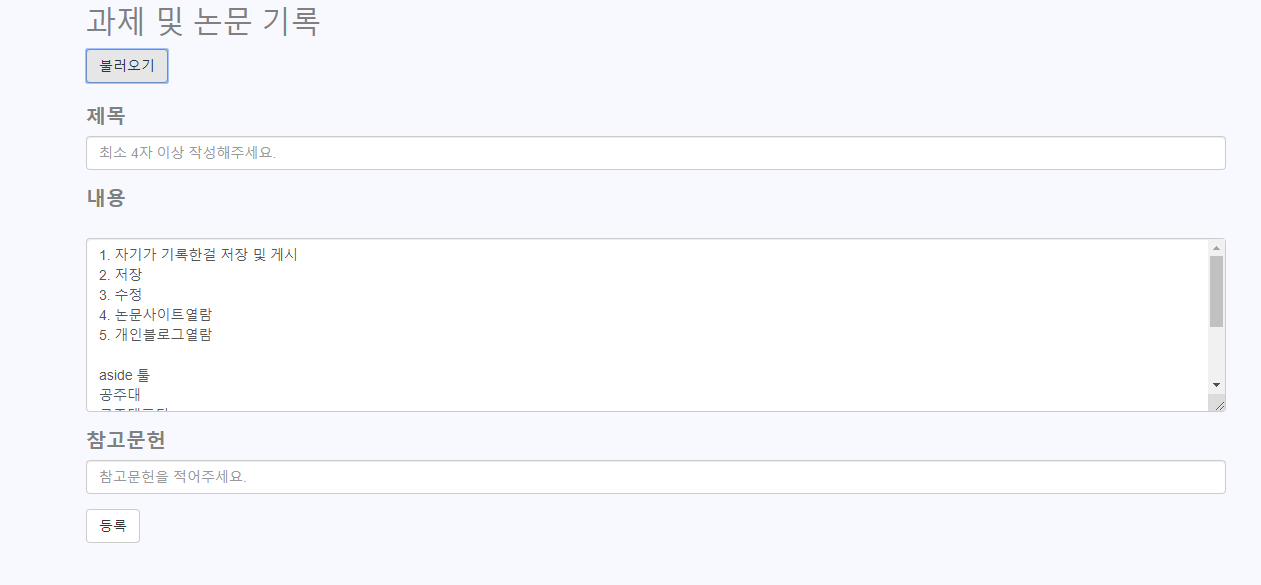 과제 및 논문 기록
불러오기
제목
최소 4자 이상 작성해주세요.
내용
1. 자기가 기록한걸 저장 및 게시
2. 저장
3. 수정
4. 논문사이트열람
5. 개인블로그열람
aside 툴
공주대
참고문헌
참고문헌을 적어주세요.
등록